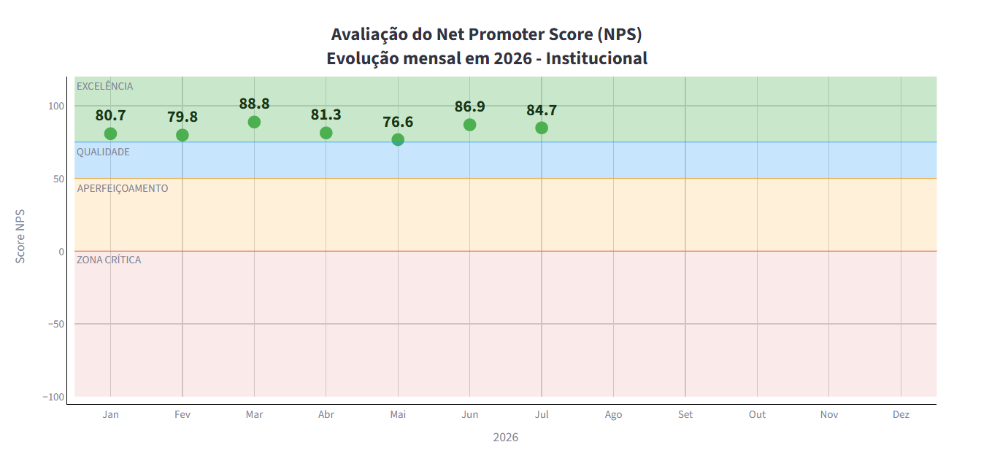 Avaliação do Net Promoter Score (NPS)
Evolução mensal em 2026 - Institucional
EXCELÊNCIA
100
80.7 79.8 88.8 81.3 76.6 86.9 84.7
QUALIDADE
50
APERFEIÇOAMENTO
Score NPS
0
ZONA CRÍTICA
−50
−100
Jan Fev Mar Abr Mai Jun Jul Ago Set Out Nov Dez
2026